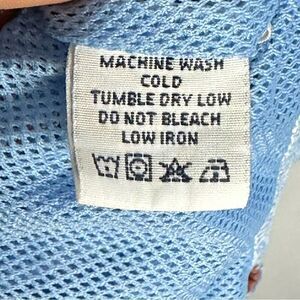 MACHINE WASH
COLD
TUMBLE DRY LOW
DO NOT BLEACH
LOW IRON